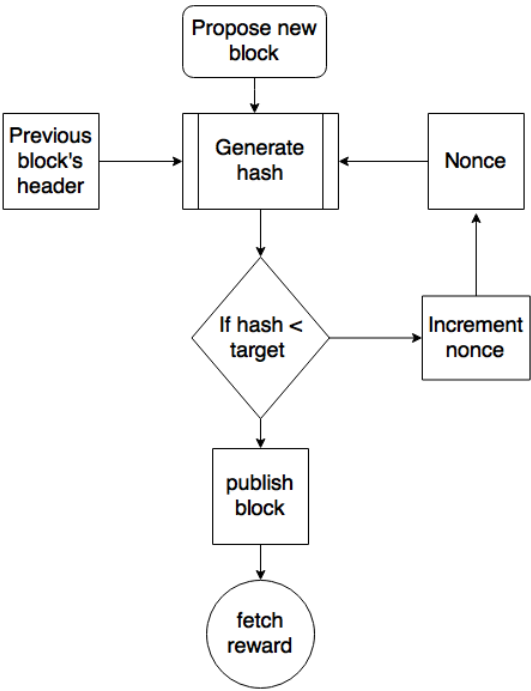 Propose new
block
Previous
block's
header
Generate
hash
Nonce
If hash <
target
Increment
nonce
publish
block
fetch
reward